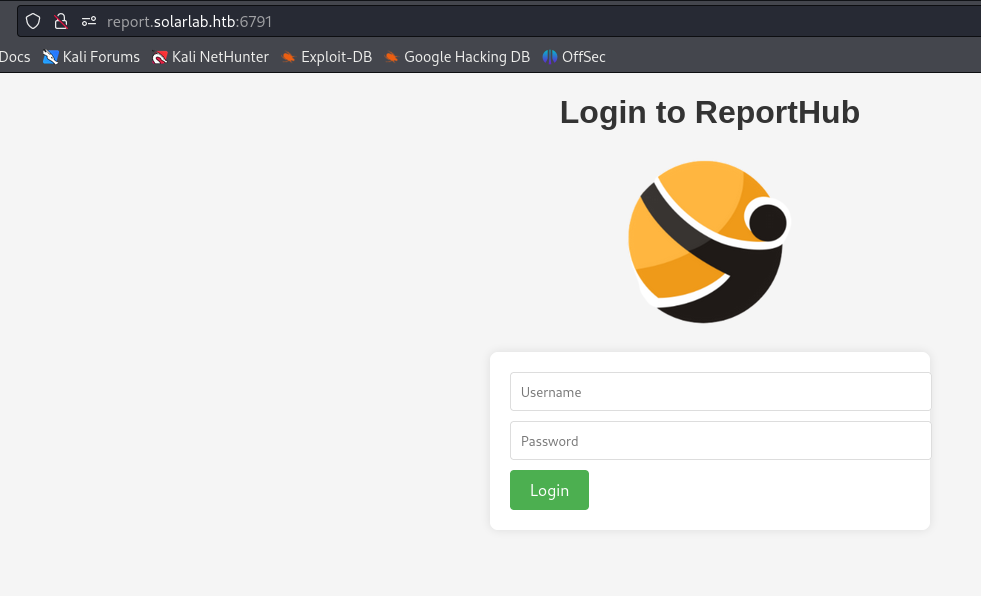 report.solarlab.htb:6791
Docs Kali Forums Kali NetHunter Exploit-DB Google Hacking DB OffSec
Login to ReportHub
Username
Password
Login